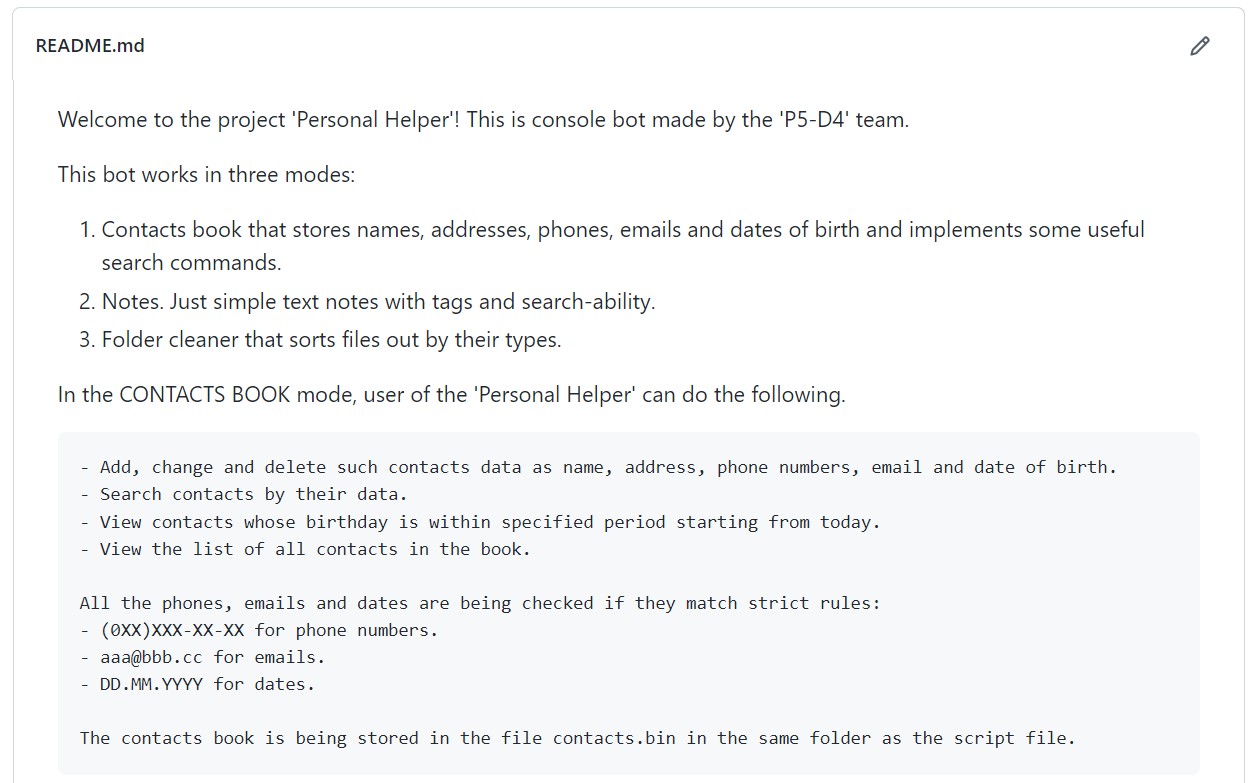 README.md
Welcome to the project 'Personal Helper'! This is console bot made by the 'P5-D4' team.
This bot works in three modes:
1. Contacts book that stores names, addresses, phones, emails and dates of birth and implements some useful
search commands.
2. Notes. Just simple text notes with tags and search-ability.
3. Folder cleaner that sorts files out by their types.
In the CONTACTS BOOK mode, user of the 'Personal Helper' can do the following.
- Add, change and delete such contacts data as name, address, phone numbers, email and date of birth.
- Search contacts by their data.
- View contacts whose birthday is within specified period starting from today.
- View the list of all contacts in the book.
All the phones, emails and dates are being checked if they match strict rules:
- (0XX)XXX-XX-XX for phone numbers.
- aaa@bbb.cc for emails.
- DD.MM.YYYY for dates.
The contacts book is being stored in the file contacts.bin in the same folder as the script file.